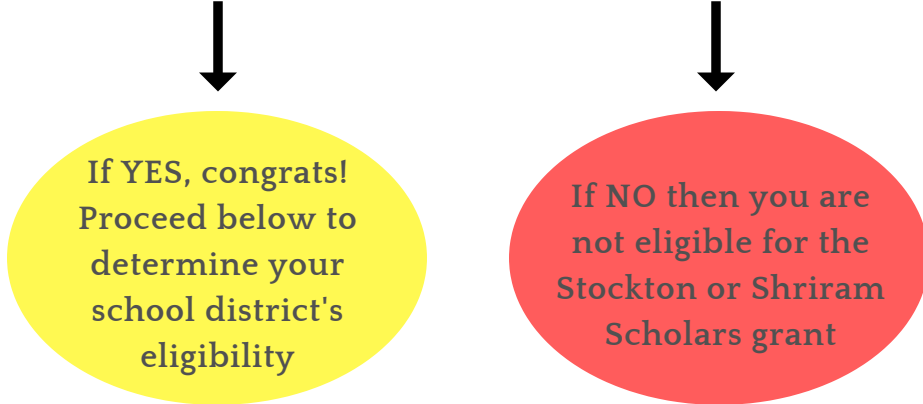 If YES, congrats!
Proceed below to
determine your
school district's
eligibility
If NO then you are
not eligible for the
Stockton or Shriram
Scholars grant